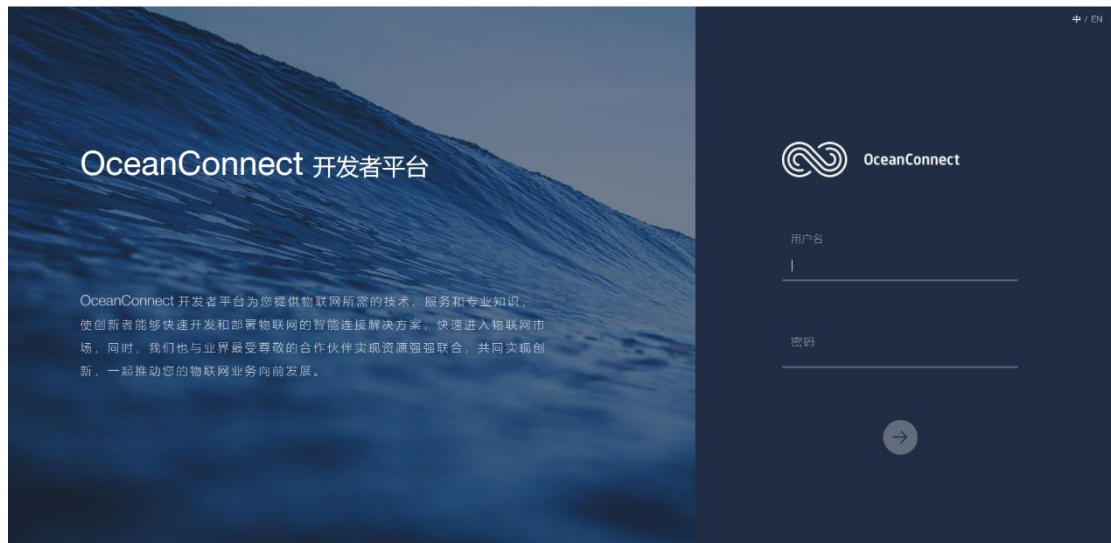 中 / EN
OceanConnect 开发者平台
OceanConnect 开发者平台为您提供物联网所需的技术、服务和专业知识，
使创新者能够快速开发和部署物联网的智能连接解决方案，快速进入物联网市
场，同时，我们也与业界最受尊敬的合作伙伴实现资源强强联合，共同实现创
新，一起推动您的物联网业务向前发展。
OceanConnect
用户名
密码